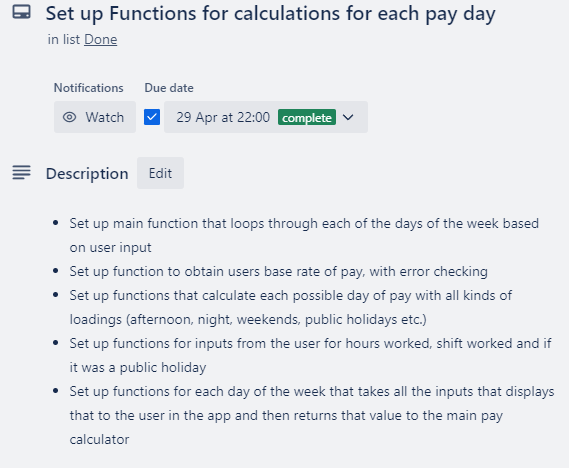 Set up Functions for calculations for each pay day
in list Done
Notifications Due date
Watch 29 Apr at 22:00 complete
Description Edit
• Set up main function that loops through each of the days of the week based
on user input
• Set up function to obtain users base rate of pay, with error checking
• Set up functions that calculate each possible day of pay with all kinds of
loadings (afternoon, night, weekends, public holidays etc.)
• Set up functions for inputs from the user for hours worked, shift worked and if
it was a public holiday
• Set up functions for each day of the week that takes all the inputs that displays
that to the user in the app and then returns that value to the main pay
calculator